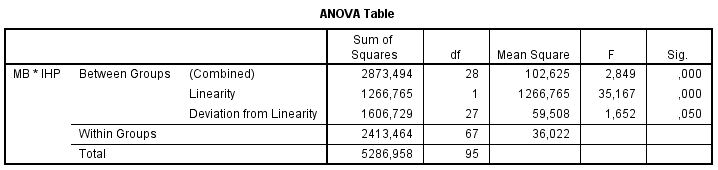 ANOVA Table
Sum of Squares df Mean Square F Sig.
MB * IHP Between Groups (Combined) 2873,494 28 102,625 2,849 ,000
Linearity 1266,765 1 1266,765 35,167 ,000
Deviation from Linearity 1606,729 27 59,508 1,652 ,050
Within Groups 2413,464 67 36,022
Total 5286,958 95